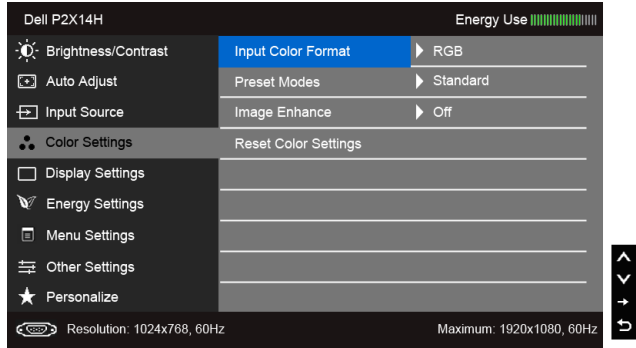 Dell P2X14H Energy Use
Brightness/Contrast Input Color Format RGB
Auto Adjust Preset Modes Standard
Input Source Image Enhance Off
Color Settings Reset Color Settings
Display Settings
Energy Settings
Menu Settings
Other Settings
Personalize
Resolution: 1024x768, 60Hz Maximum: 1920x1080, 60Hz